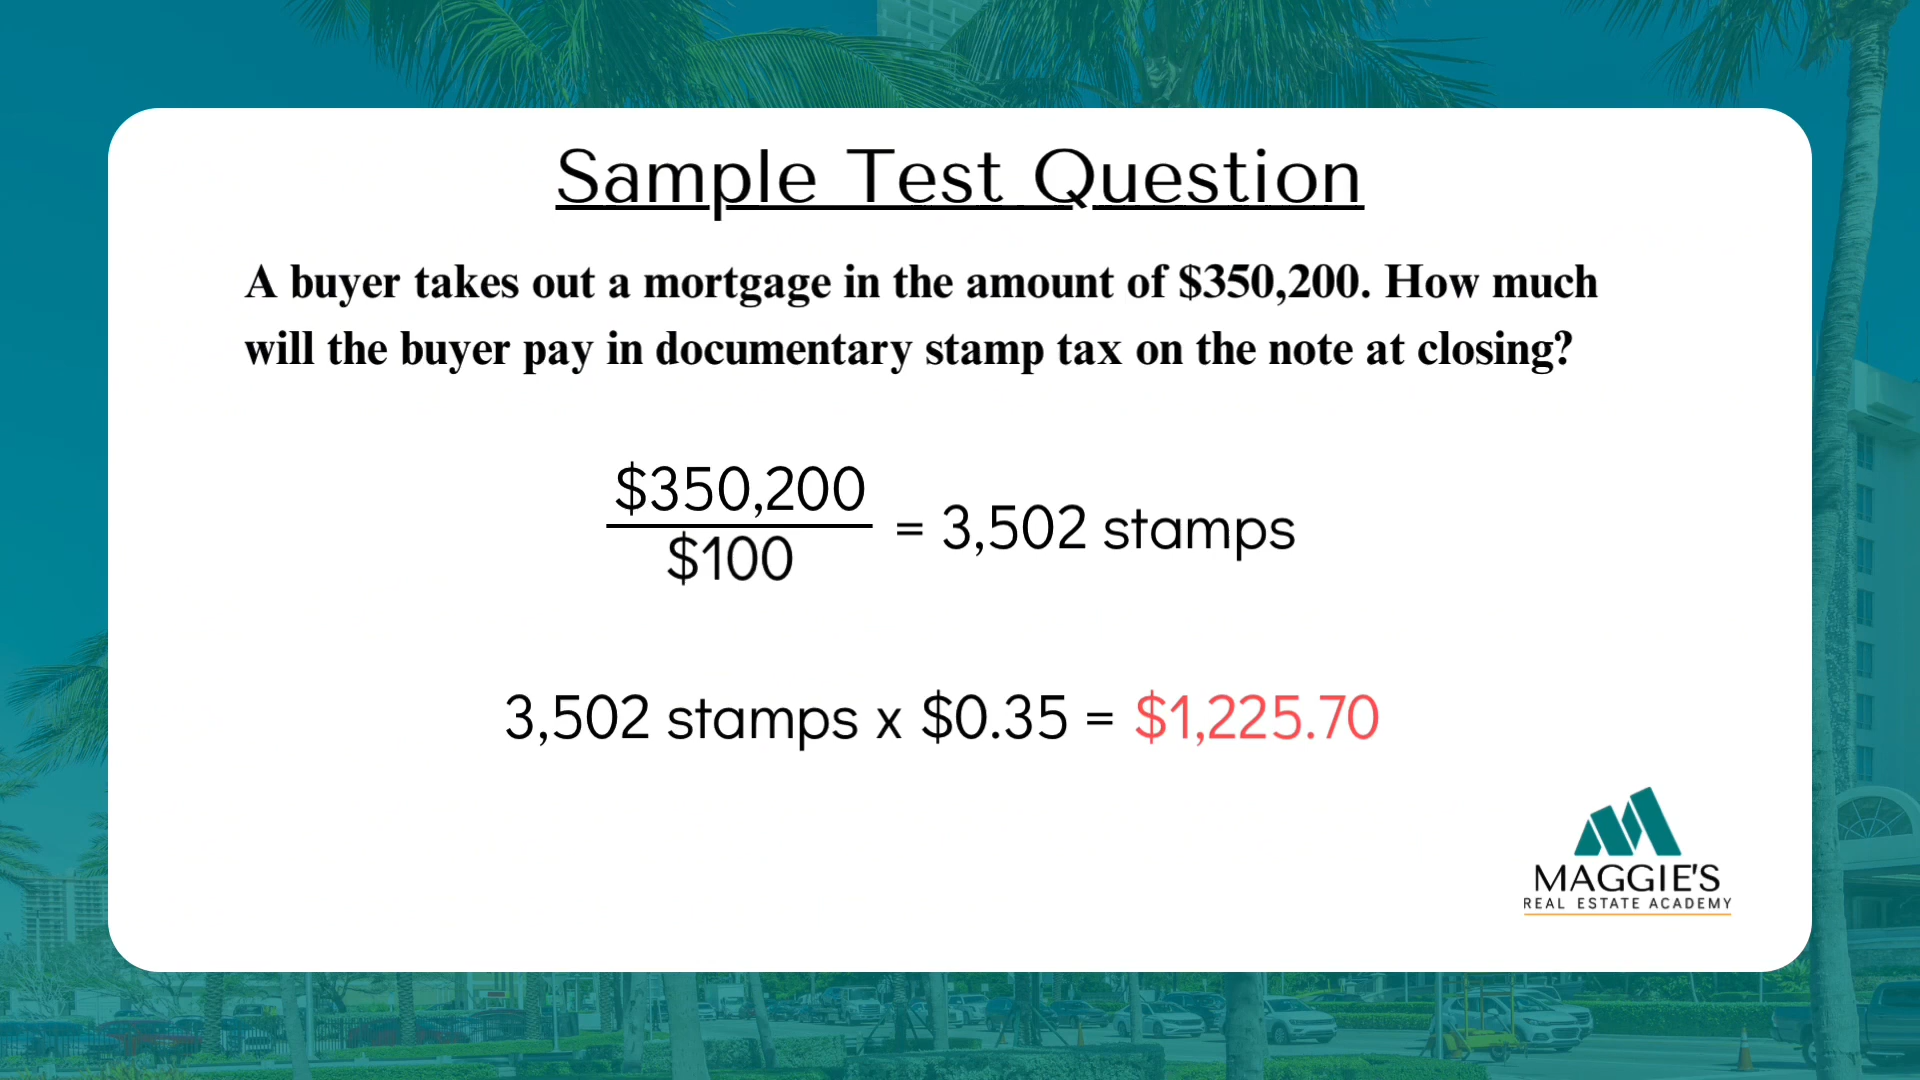 Sample Test Question
A buyer takes out a mortgage in the amount of $350,200. How much
will the buyer pay in documentary stamp tax on the note at closing?
$350,200
$100
= 3,502 stamps
3,502 stamps x $0.35 = $1,225.70
MAGGIE'S
REAL ESTATE ACADEMY